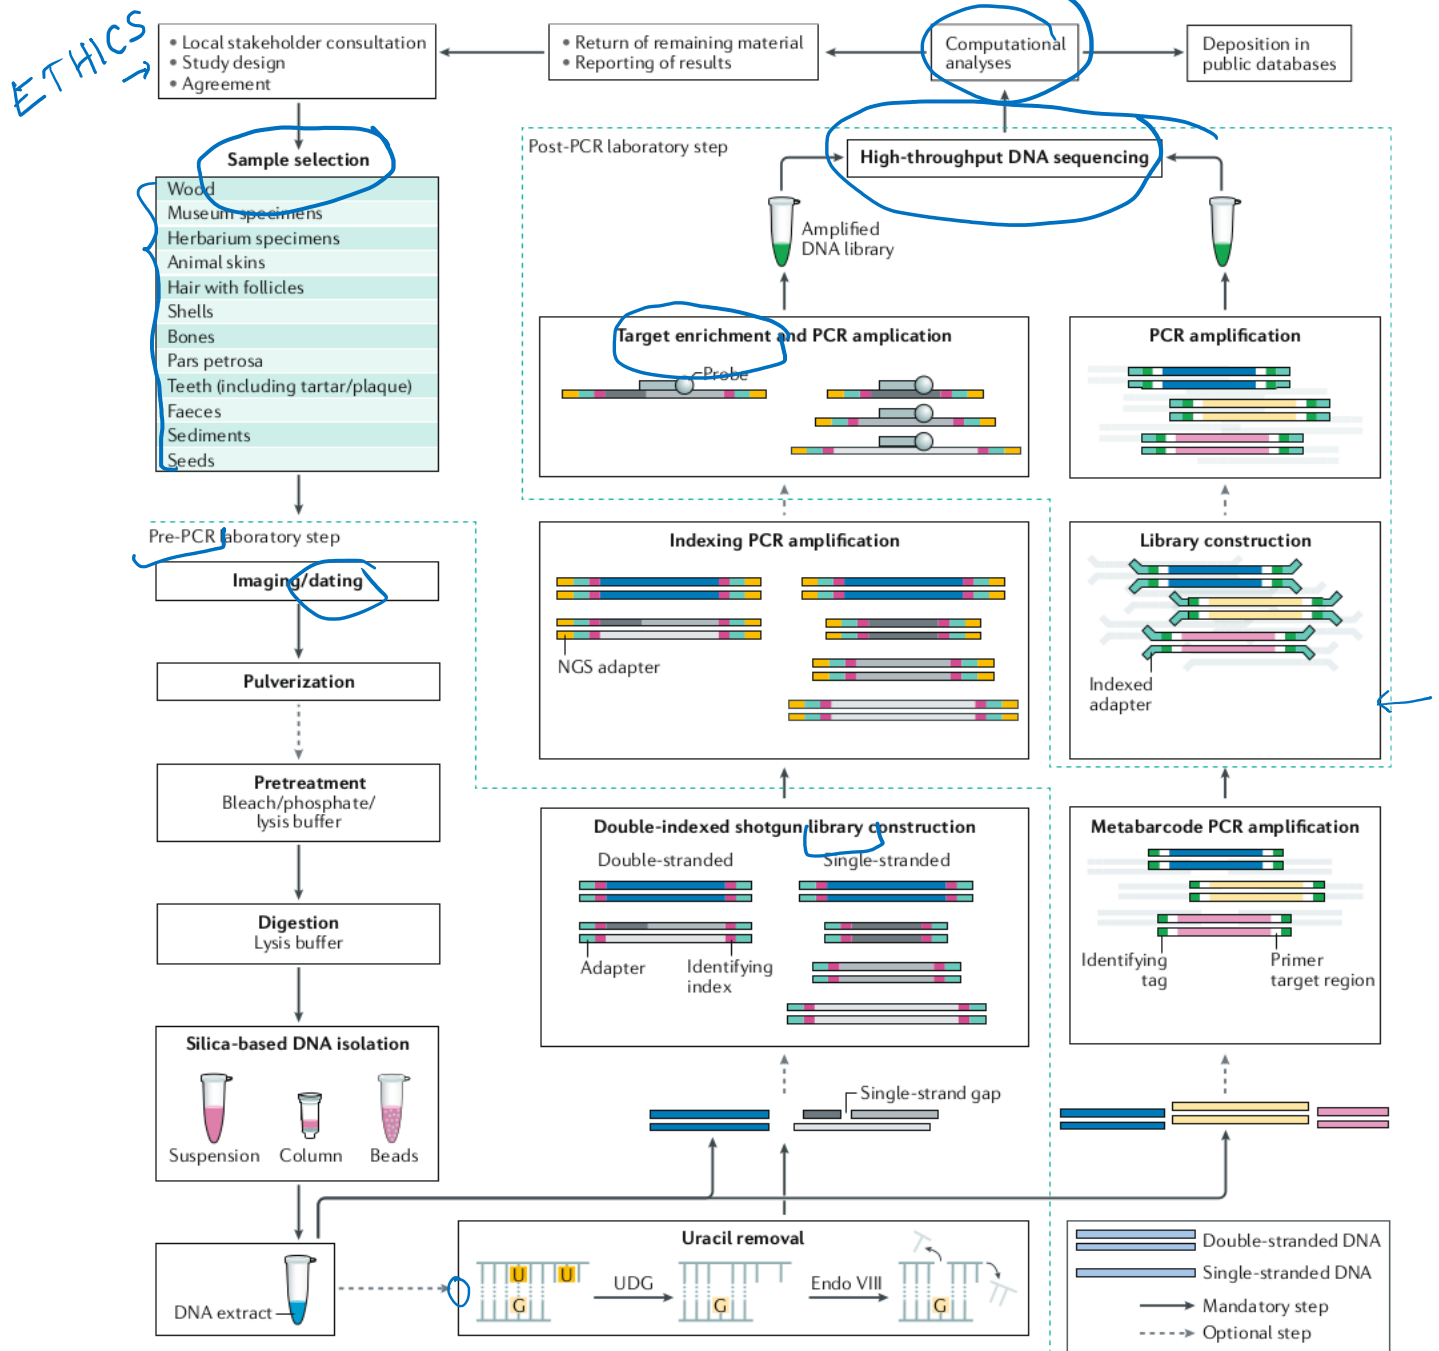 ETHICS
• Local stakeholder consultation
• Study design
• Agreement
• Return of remaining material
• Reporting of results
Computational
analyses
Deposition in
public databases
Sample selection
Wood
Museum specimens
Herbarium specimens
Animal skins
Hair with follicles
Shells
Bones
Pars petrosa
Teeth (including tartar/plaque)
Faeces
Sediments
Seeds
Pre-PCR laboratory step
Imaging/dating
Pulverization
Pretreatment
Bleach/phosphate/
lysis buffer
Digestion
Lysis buffer
Silica-based DNA isolation
Suspension
Column
Beads
DNA extract
Uracil removal
U
U
G
UDG
G
Endo VIII
G
Single-strand gap
Double-indexed shotgun library construction
Double-stranded
Single-stranded
Adapter
Identifying
index
Indexing PCR amplification
NGS adapter
Post-PCR laboratory step
Target enrichment and PCR amplication
Probe
Amplified
DNA library
High-throughput DNA sequencing
PCR amplification
Library construction
Indexed
adapter
Metabarcode PCR amplification
Identifying
tag
Primer
target region
Double-stranded DNA
Single-stranded DNA
Mandatory step
Optional step